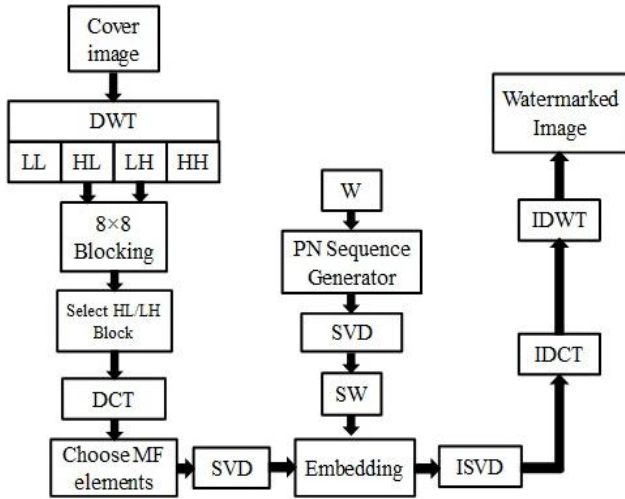 Cover
image
DWT
LL HL LH HH
8×8
Blocking
Select HL/LH
Block
DCT
Choose MF
elements
SVD
W
PN Sequence
Generator
SVD
SW
Embedding
ISVD
IDCT
IDWT
Watermarked
Image